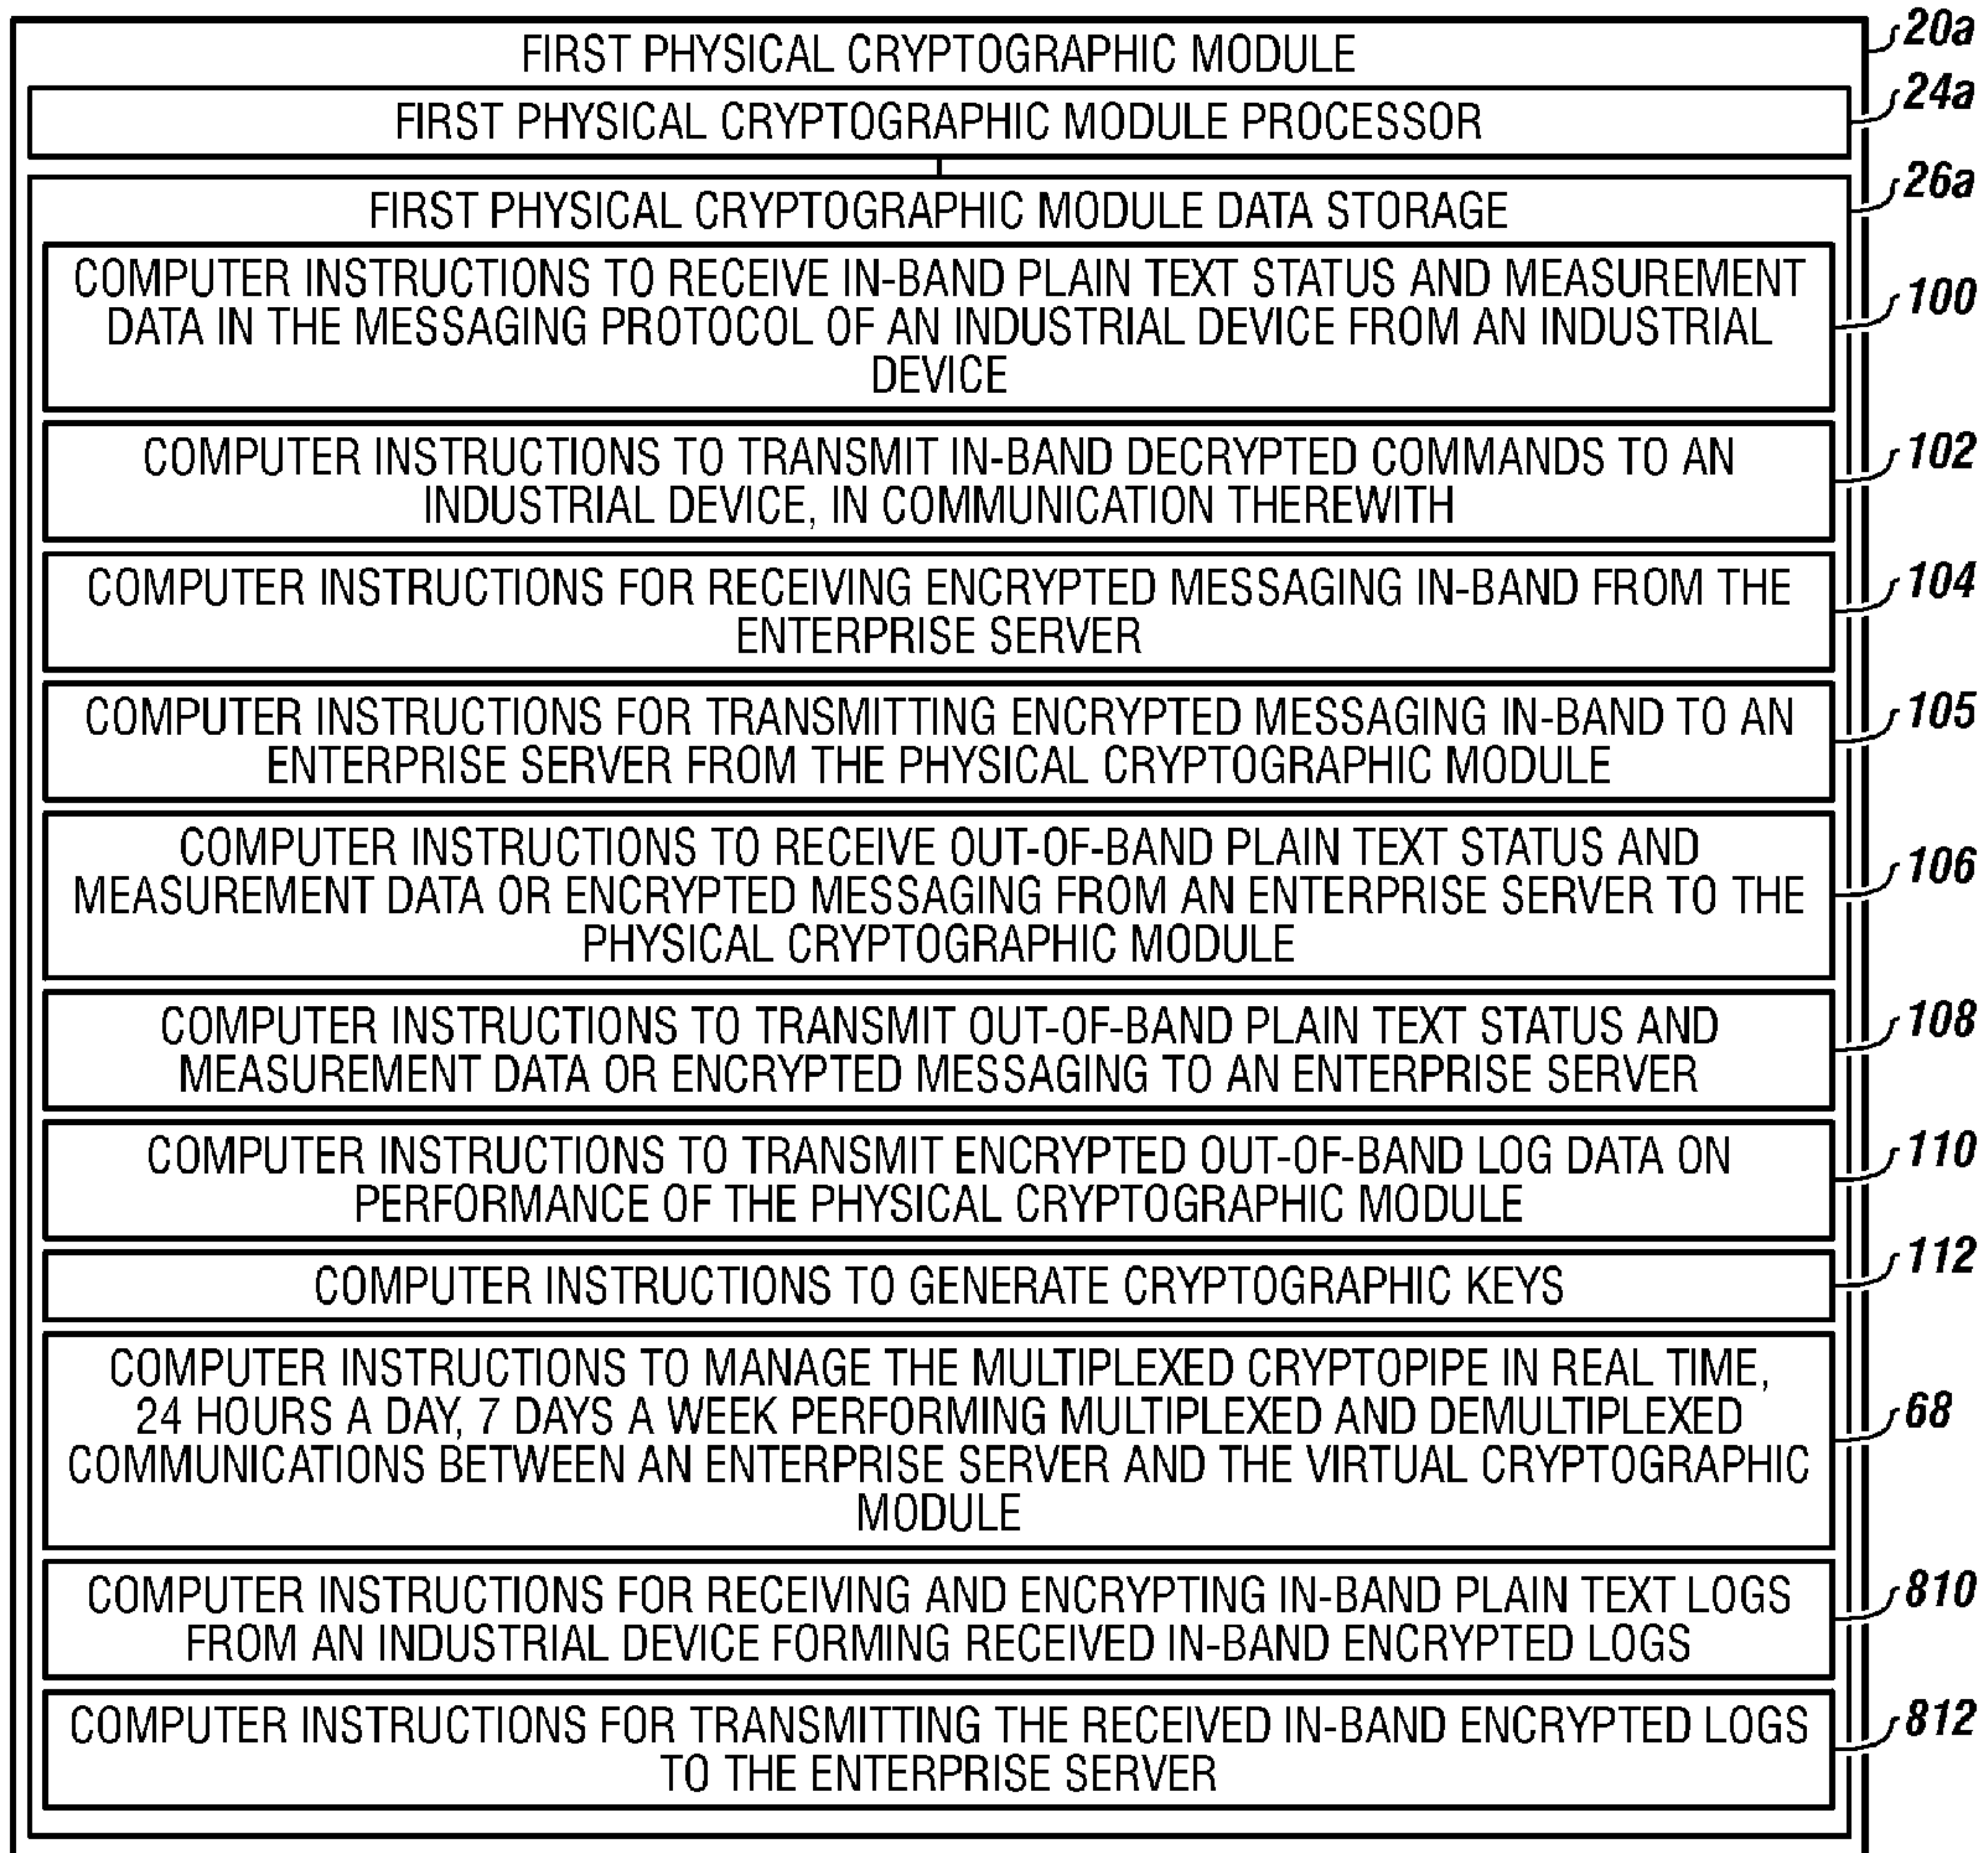 FIRST PHYSICAL CRYPTOGRAPHIC MODULE
20a
FIRST PHYSICAL CRYPTOGRAPHIC MODULE PROCESSOR
24a
FIRST PHYSICAL CRYPTOGRAPHIC MODULE DATA STORAGE
26a
COMPUTER INSTRUCTIONS TO RECEIVE IN-BAND PLAIN TEXT STATUS AND MEASUREMENT
DATA IN THE MESSAGING PROTOCOL OF AN INDUSTRIAL DEVICE FROM AN INDUSTRIAL
DEVICE
100
COMPUTER INSTRUCTIONS TO TRANSMIT IN-BAND DECRYPTED COMMANDS TO AN
INDUSTRIAL DEVICE, IN COMMUNICATION THEREWITH
102
COMPUTER INSTRUCTIONS FOR RECEIVING ENCRYPTED MESSAGING IN-BAND FROM THE
ENTERPRISE SERVER
104
COMPUTER INSTRUCTIONS FOR TRANSMITTING ENCRYPTED MESSAGING IN-BAND TO AN
ENTERPRISE SERVER FROM THE PHYSICAL CRYPTOGRAPHIC MODULE
105
COMPUTER INSTRUCTIONS TO RECEIVE OUT-OF-BAND PLAIN TEXT STATUS AND
MEASUREMENT DATA OR ENCRYPTED MESSAGING FROM AN ENTERPRISE SERVER TO THE
PHYSICAL CRYPTOGRAPHIC MODULE
106
COMPUTER INSTRUCTIONS TO TRANSMIT OUT-OF-BAND PLAIN TEXT STATUS AND
MEASUREMENT DATA OR ENCRYPTED MESSAGING TO AN ENTERPRISE SERVER
108
COMPUTER INSTRUCTIONS TO TRANSMIT ENCRYPTED OUT-OF-BAND LOG DATA ON
PERFORMANCE OF THE PHYSICAL CRYPTOGRAPHIC MODULE
110
COMPUTER INSTRUCTIONS TO GENERATE CRYPTOGRAPHIC KEYS
112
COMPUTER INSTRUCTIONS TO MANAGE THE MULTIPLEXED CRYPTOPIPE IN REAL TIME,
24 HOURS A DAY, 7 DAYS A WEEK PERFORMING MULTIPLEXED AND DEMULTIPLEXED
COMMUNICATIONS BETWEEN AN ENTERPRISE SERVER AND THE VIRTUAL CRYPTOGRAPHIC
MODULE
68
COMPUTER INSTRUCTIONS FOR RECEIVING AND ENCRYPTING IN-BAND PLAIN TEXT LOGS
FROM AN INDUSTRIAL DEVICE FORMING RECEIVED IN-BAND ENCRYPTED LOGS
810
COMPUTER INSTRUCTIONS FOR TRANSMITTING THE RECEIVED IN-BAND ENCRYPTED LOGS
TO THE ENTERPRISE SERVER
812